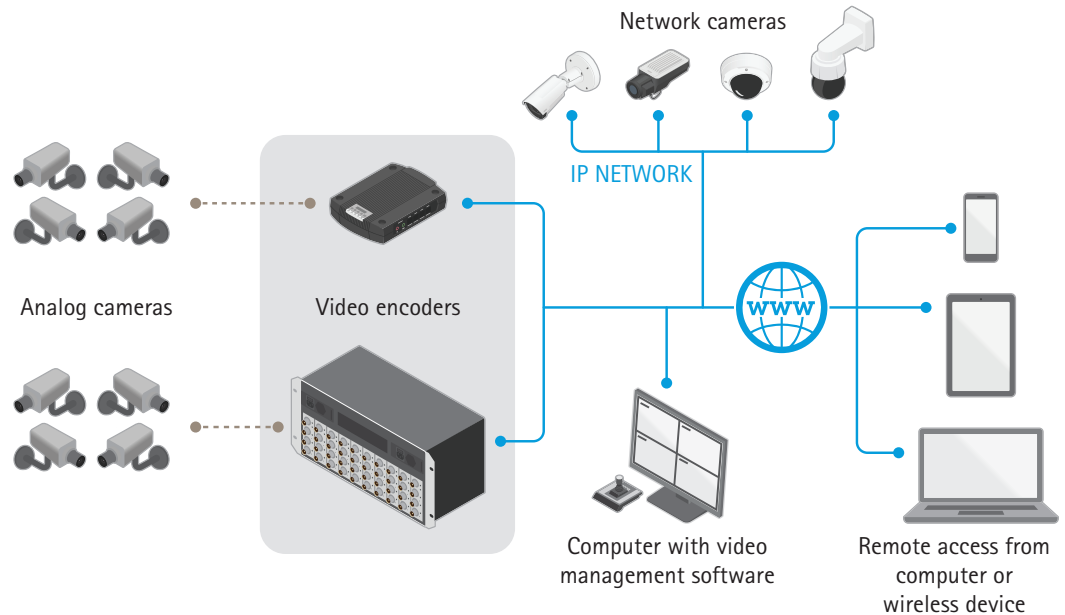 Network cameras
IP NETWORK
Analog cameras
Video encoders
WWW
Computer with video
management software
Remote access from
computer or
wireless device